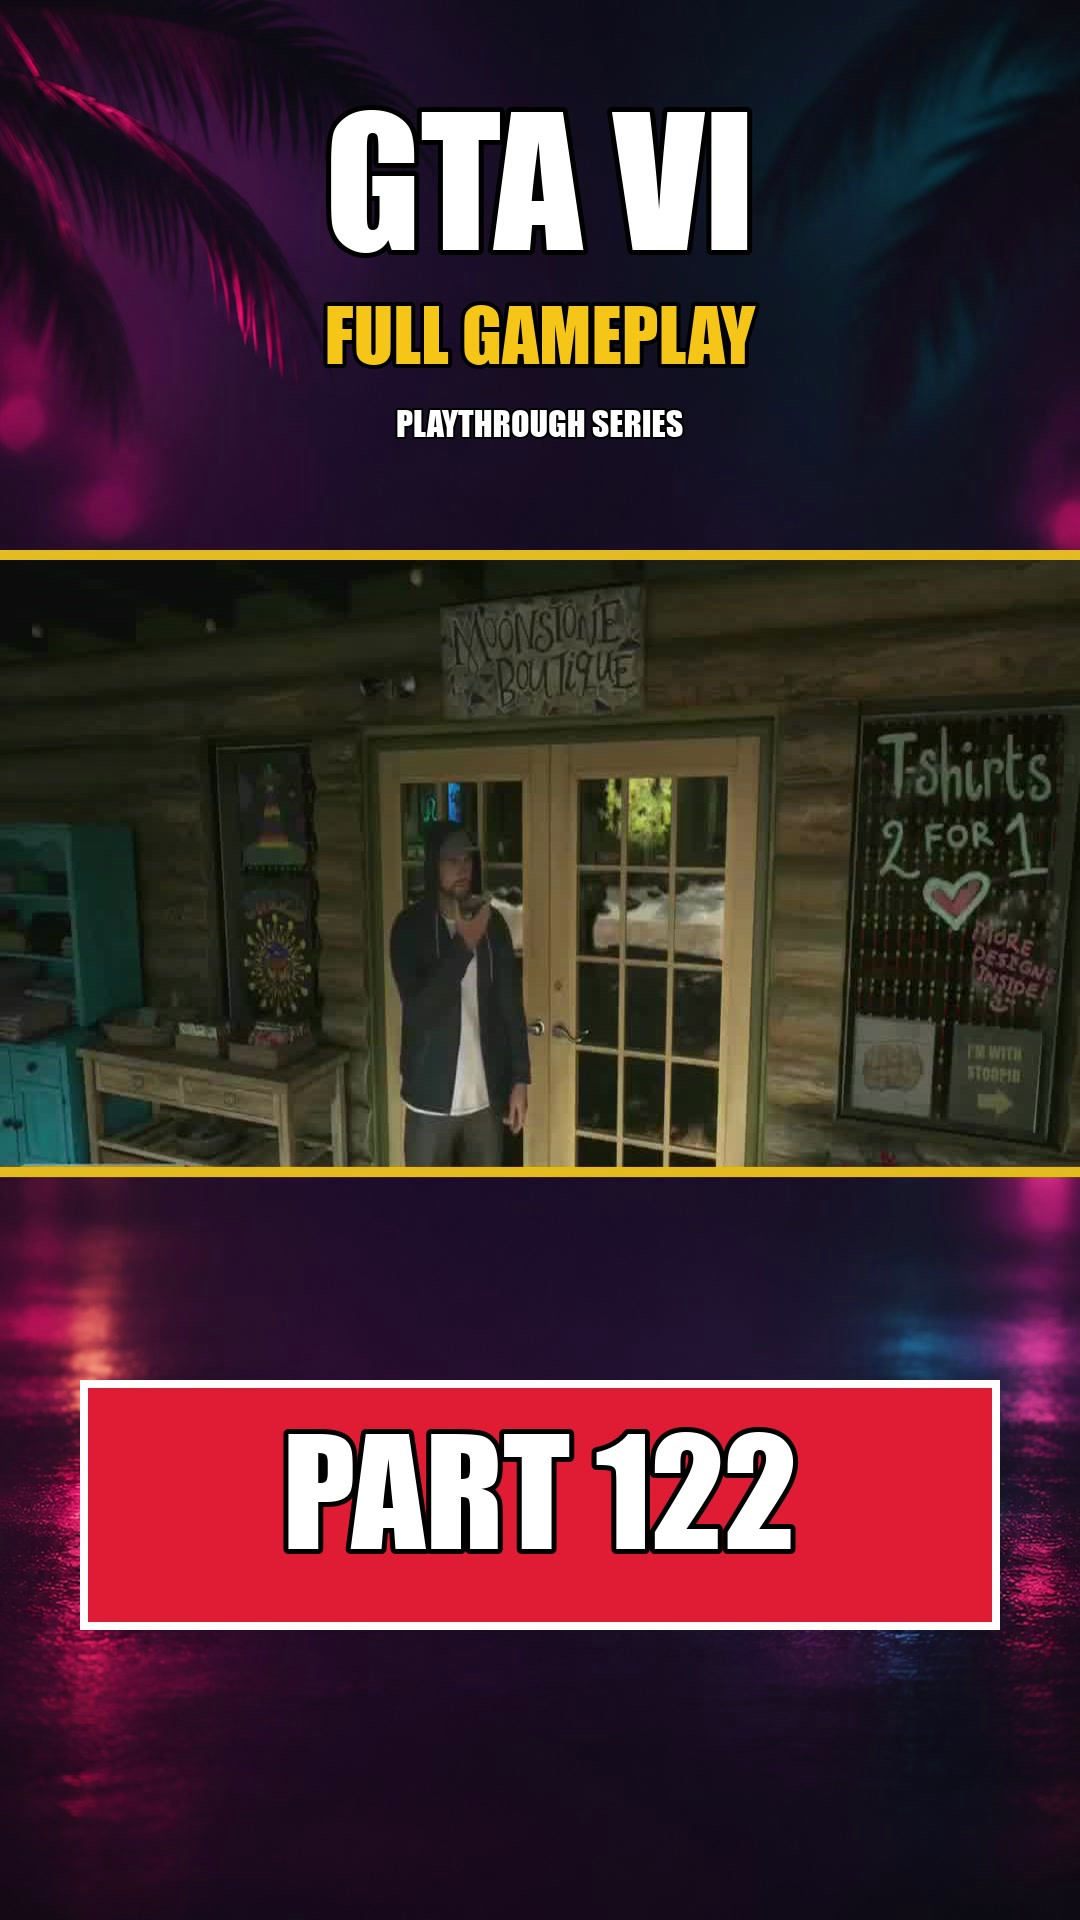 GTA VI
FULL GAMEPLAY
PLAYTHROUGH SERIES
MOONSTONE
BOUTIQUE
T-shirts
2 FOR 1
MORE
DESIGNS
INSIDE!
I'M WITH
STOOPID
PART 122